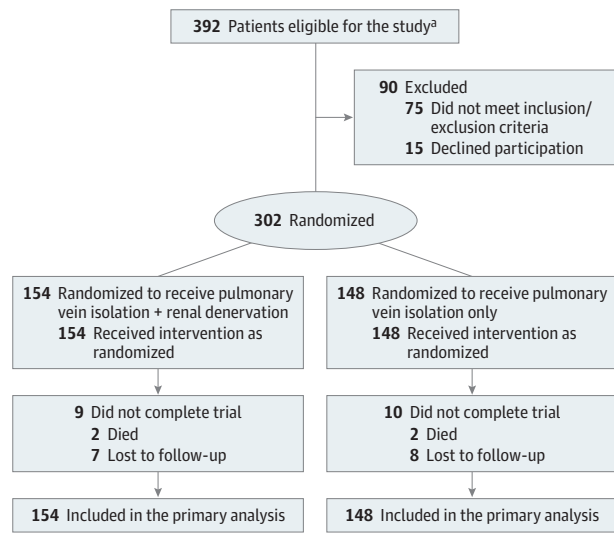 392 Patients eligible for the studyᵃ
90 Excluded
75 Did not meet inclusion/
exclusion criteria
15 Declined participation
302 Randomized
154 Randomized to receive pulmonary
vein isolation + renal denervation
154 Received intervention as
randomized
148 Randomized to receive pulmonary
vein isolation only
148 Received intervention as
randomized
9 Did not complete trial
2 Died
7 Lost to follow-up
10 Did not complete trial
2 Died
8 Lost to follow-up
154 Included in the primary analysis
148 Included in the primary analysis